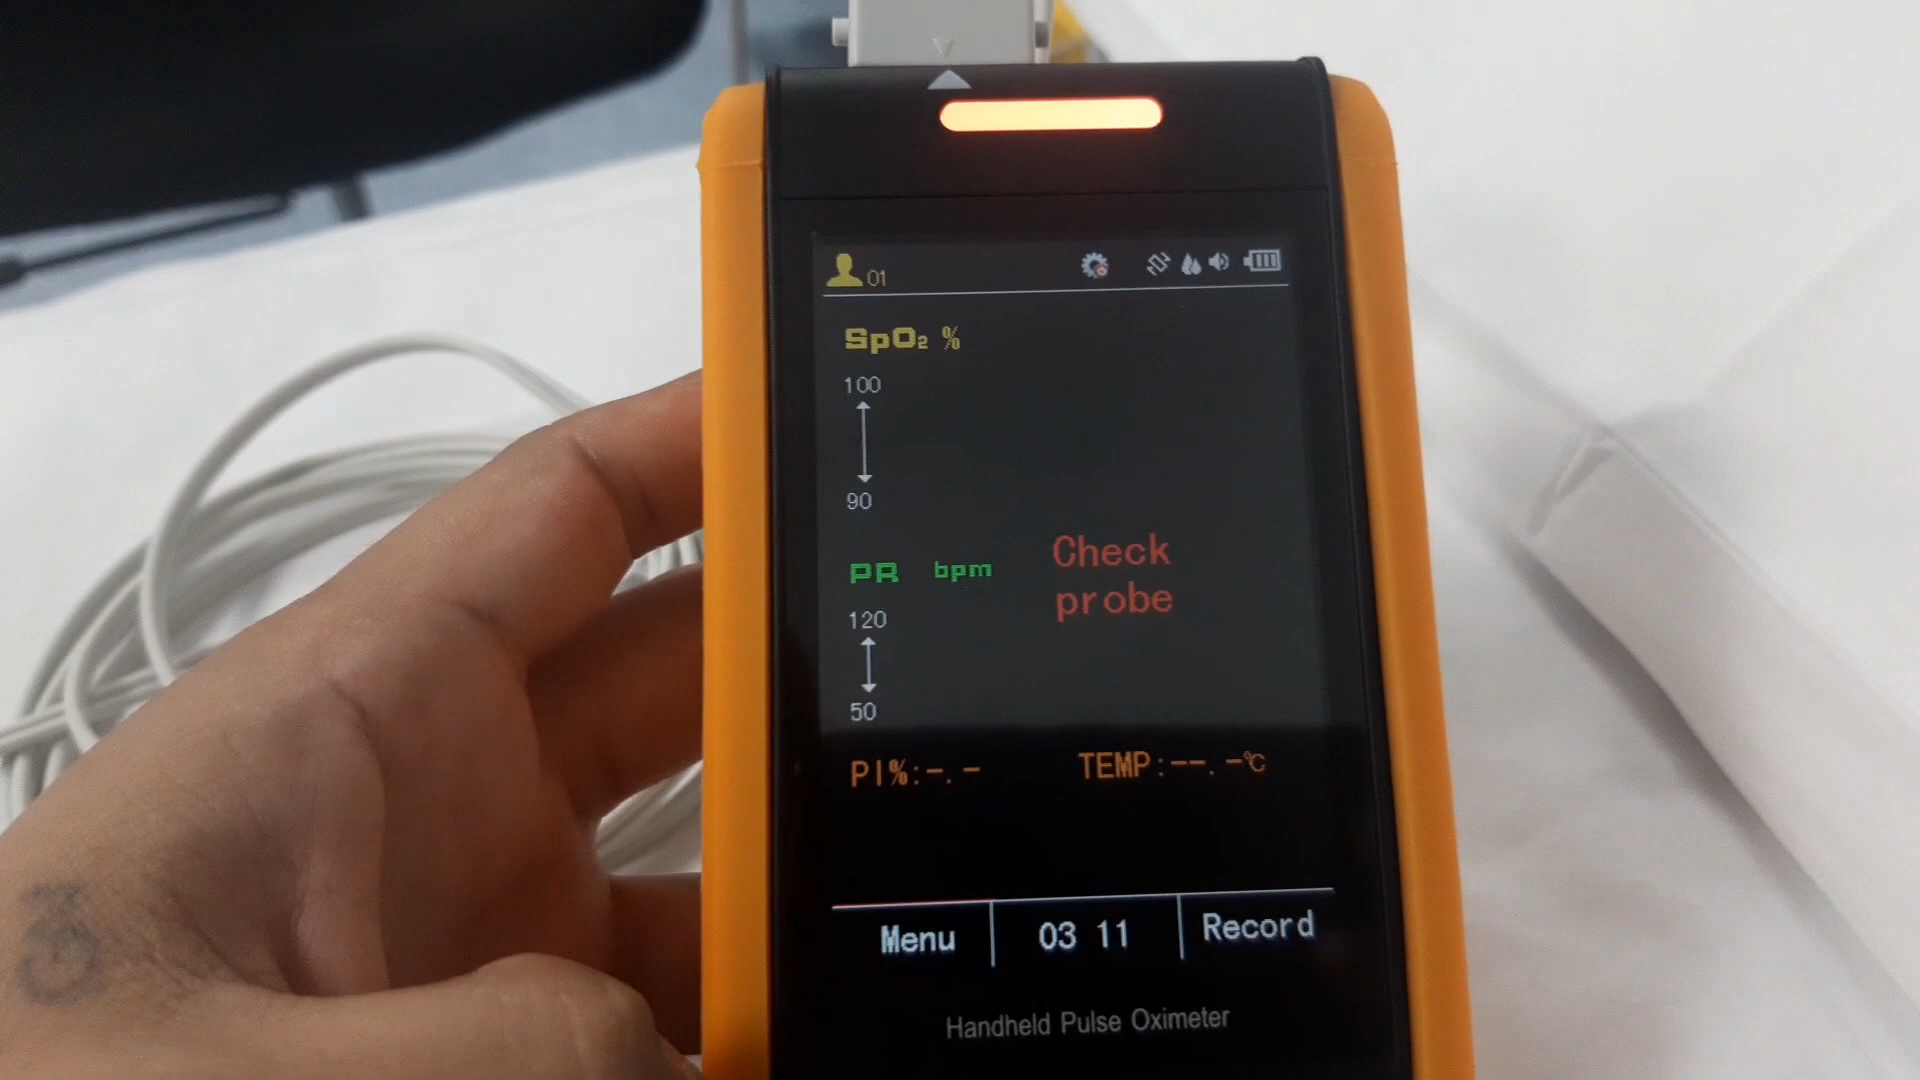 01
SpO₂ %
100
90
PR bpm
Check
probe
120
50
PI%:-.-
TEMP:--.-℃
Menu
03 11
Record
Handheld Pulse Oximeter